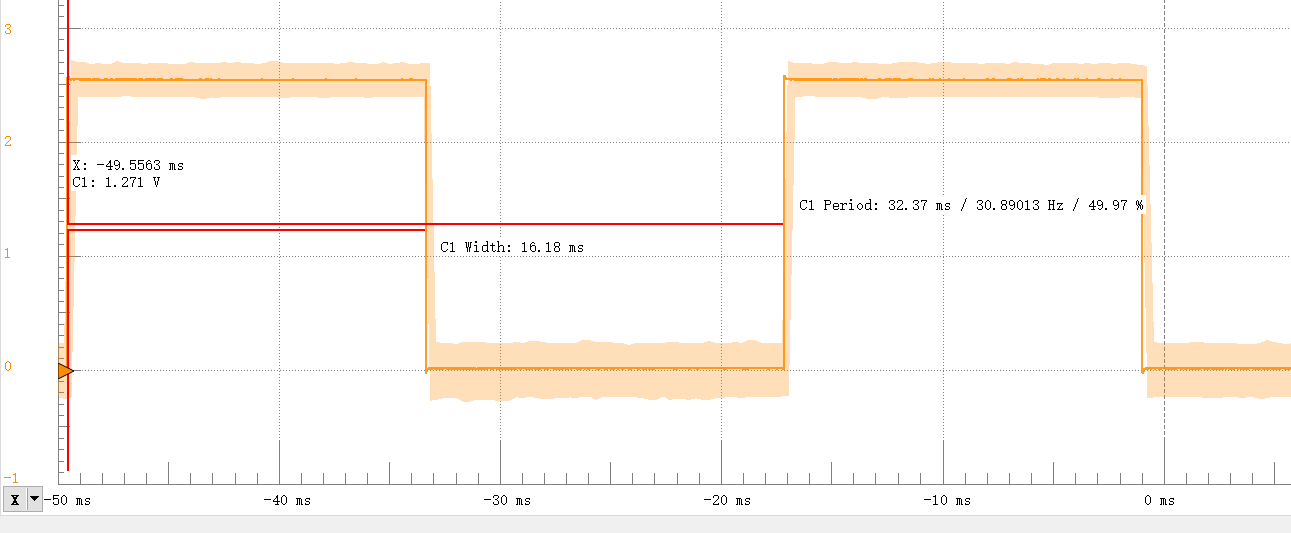 3
2
X: -49.5563 ms
C1: 1.271 V
C1 Period: 32.37 ms / 30.89013 Hz / 49.97 %
C1 Width: 16.18 ms
1
0
-1
X
-50 ms
-40 ms
-30 ms
-20 ms
-10 ms
0 ms